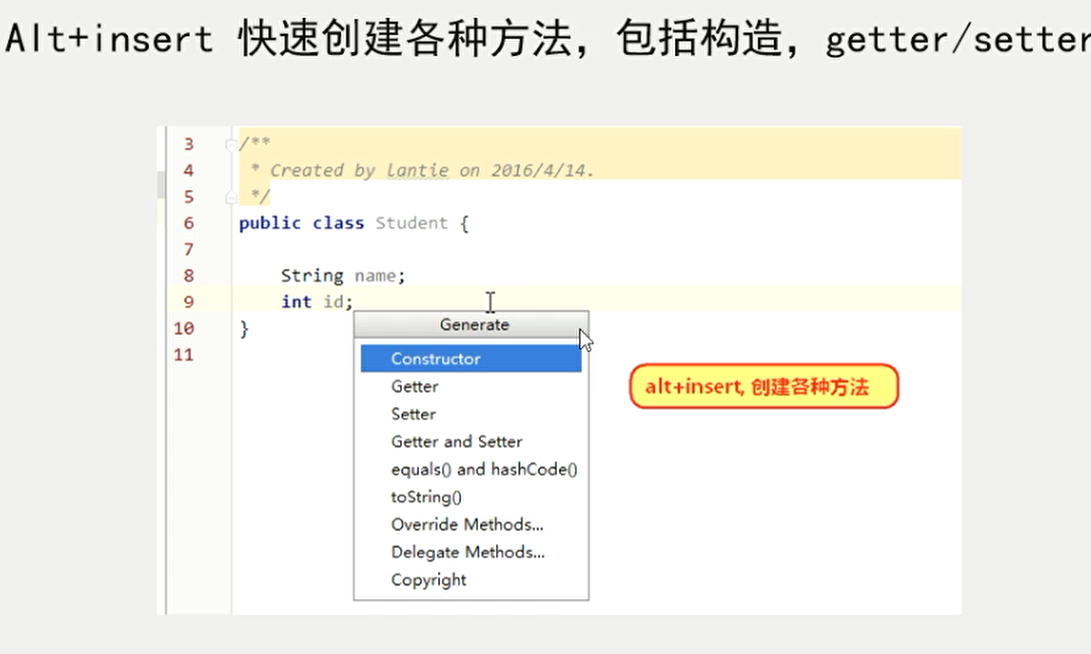 Alt+insert 快速创建各种方法，包括构造，getter/setter
3 /**
4 * Created by Lantie on 2016/4/14.
5 */
6 public class Student {
7
8 String name;
9 int id;
10 }
11
Generate
Constructor
Getter
Setter
Getter and Setter
equals() and hashCode()
toString()
Override Methods...
Delegate Methods...
Copyright
alt+insert, 创建各种方法